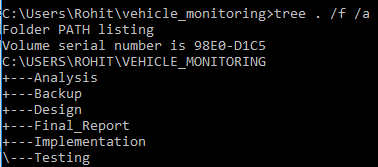 C:\Users\Rohit\vehicle_monitoring>tree . /f /a
Folder PATH listing
Volume serial number is 98E0-D1C5
C:\USERS\ROHIT\VEHICLE_MONITORING
+---Analysis
+---Backup
+---Design
+---Final_Report
+---Implementation
\---Testing